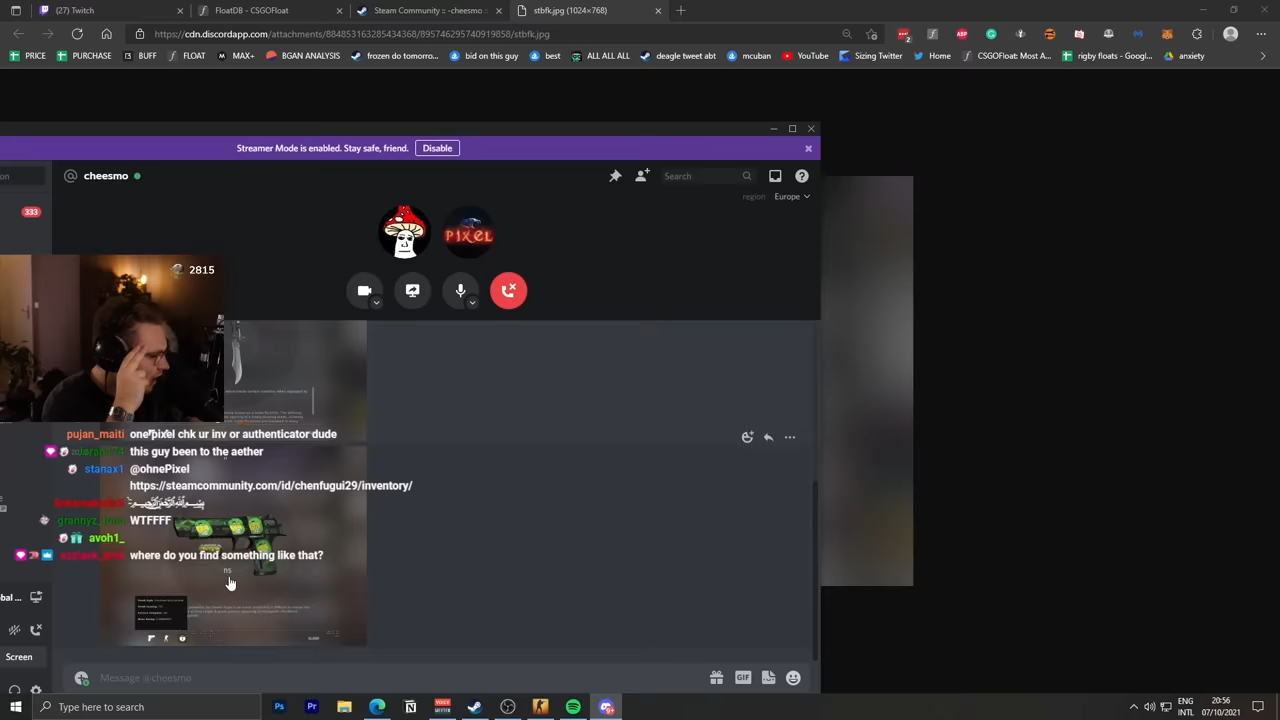 (27) Twitch
FloatDB - CSGOFloat
Steam Community :: -cheesmo
stbfk.jpg (1024×768)
https://cdn.discordapp.com/attachments/884853163285434368/895746295740919858/stbfk.jpg
PRICE
PURCHASE
BUFF
FLOAT
MAX+
BGAN ANALYSIS
frozen do tomorro...
bid on this guy
best
ALL ALL ALL
deagle tweet abt
mcuban
YouTube
Sizing Twitter
Home
CSGOFloat: Most A...
rigby floats - Googl...
anxiety
Streamer Mode is enabled. Stay safe, friend.
Disable
on
cheesmo
Search
region
Europe
333
PIXEL
2815
pujan_maiti onepixel chk ur inv or authenticator dude
this guy been to the aether
stanax1 @ohnePixel
https://steamcommunity.com/id/chenfugui29/inventory/
WTFFFF
avoh1_
where do you find something like that?
ns
obal ...
Screen
Message @cheesmo
GIF
Type here to search
ENG
INTL
20:56
07/10/2021